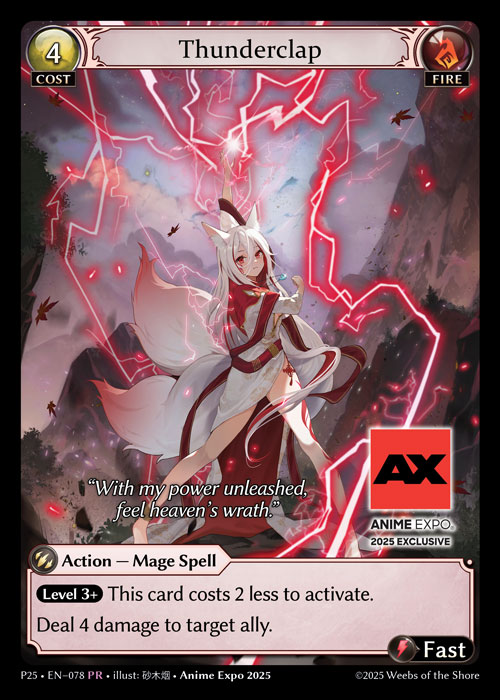 4
COST
Thunderclap
FIRE
“With my power unleashed,
feel heaven’s wrath.”
AX
ANIME EXPO®
2025 EXCLUSIVE
Action — Mage Spell
Level 3+ This card costs 2 less to activate.
Deal 4 damage to target ally.
Fast
P25 • EN–078 PR • illust: 砂木烟 • Anime Expo 2025
©2025 Weebs of the Shore